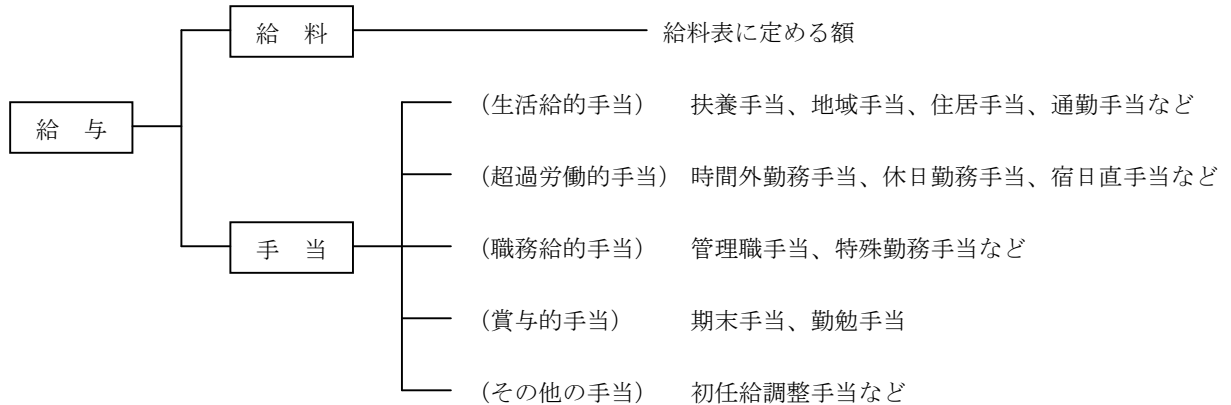 給　料　給料表に定める額
(生活給的手当)　扶養手当、地域手当、住居手当、通勤手当など
給　与
(超過労働的手当)　時間外勤務手当、休日勤務手当、宿日直手当など
手　当　(職務給的手当)　管理職手当、特殊勤務手当など
(賞与的手当)　期末手当、勤勉手当
(その他の手当)　初任給調整手当など